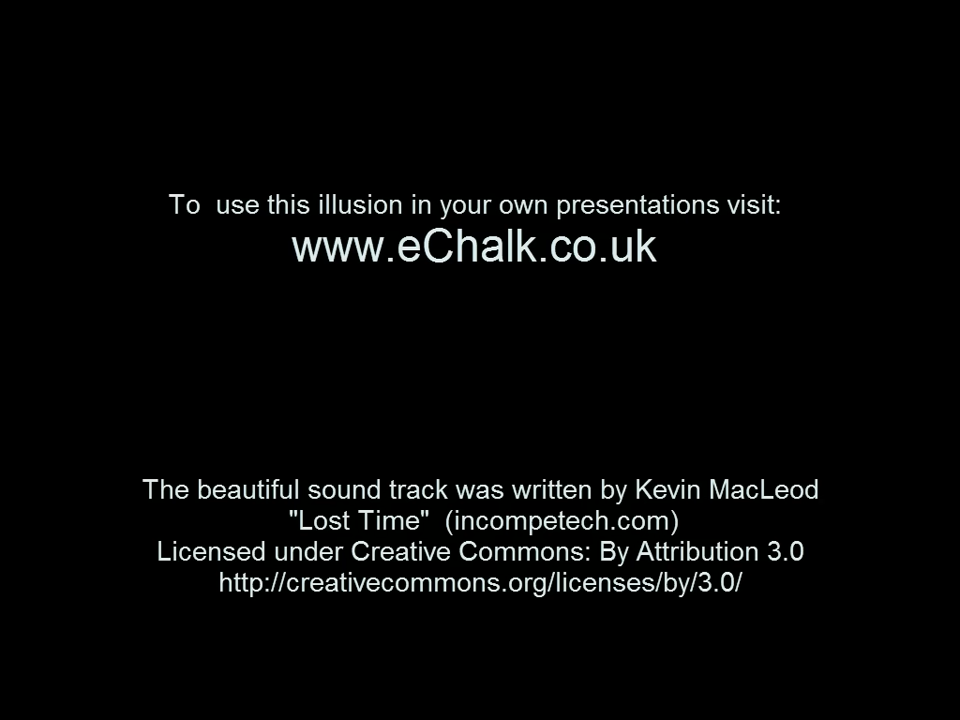 To  use this illusion in your own presentations visit:
www.eChalk.co.uk
The beautiful sound track was written by Kevin MacLeod
"Lost Time"  (incompetech.com)
Licensed under Creative Commons: By Attribution 3.0
http://creativecommons.org/licenses/by/3.0/